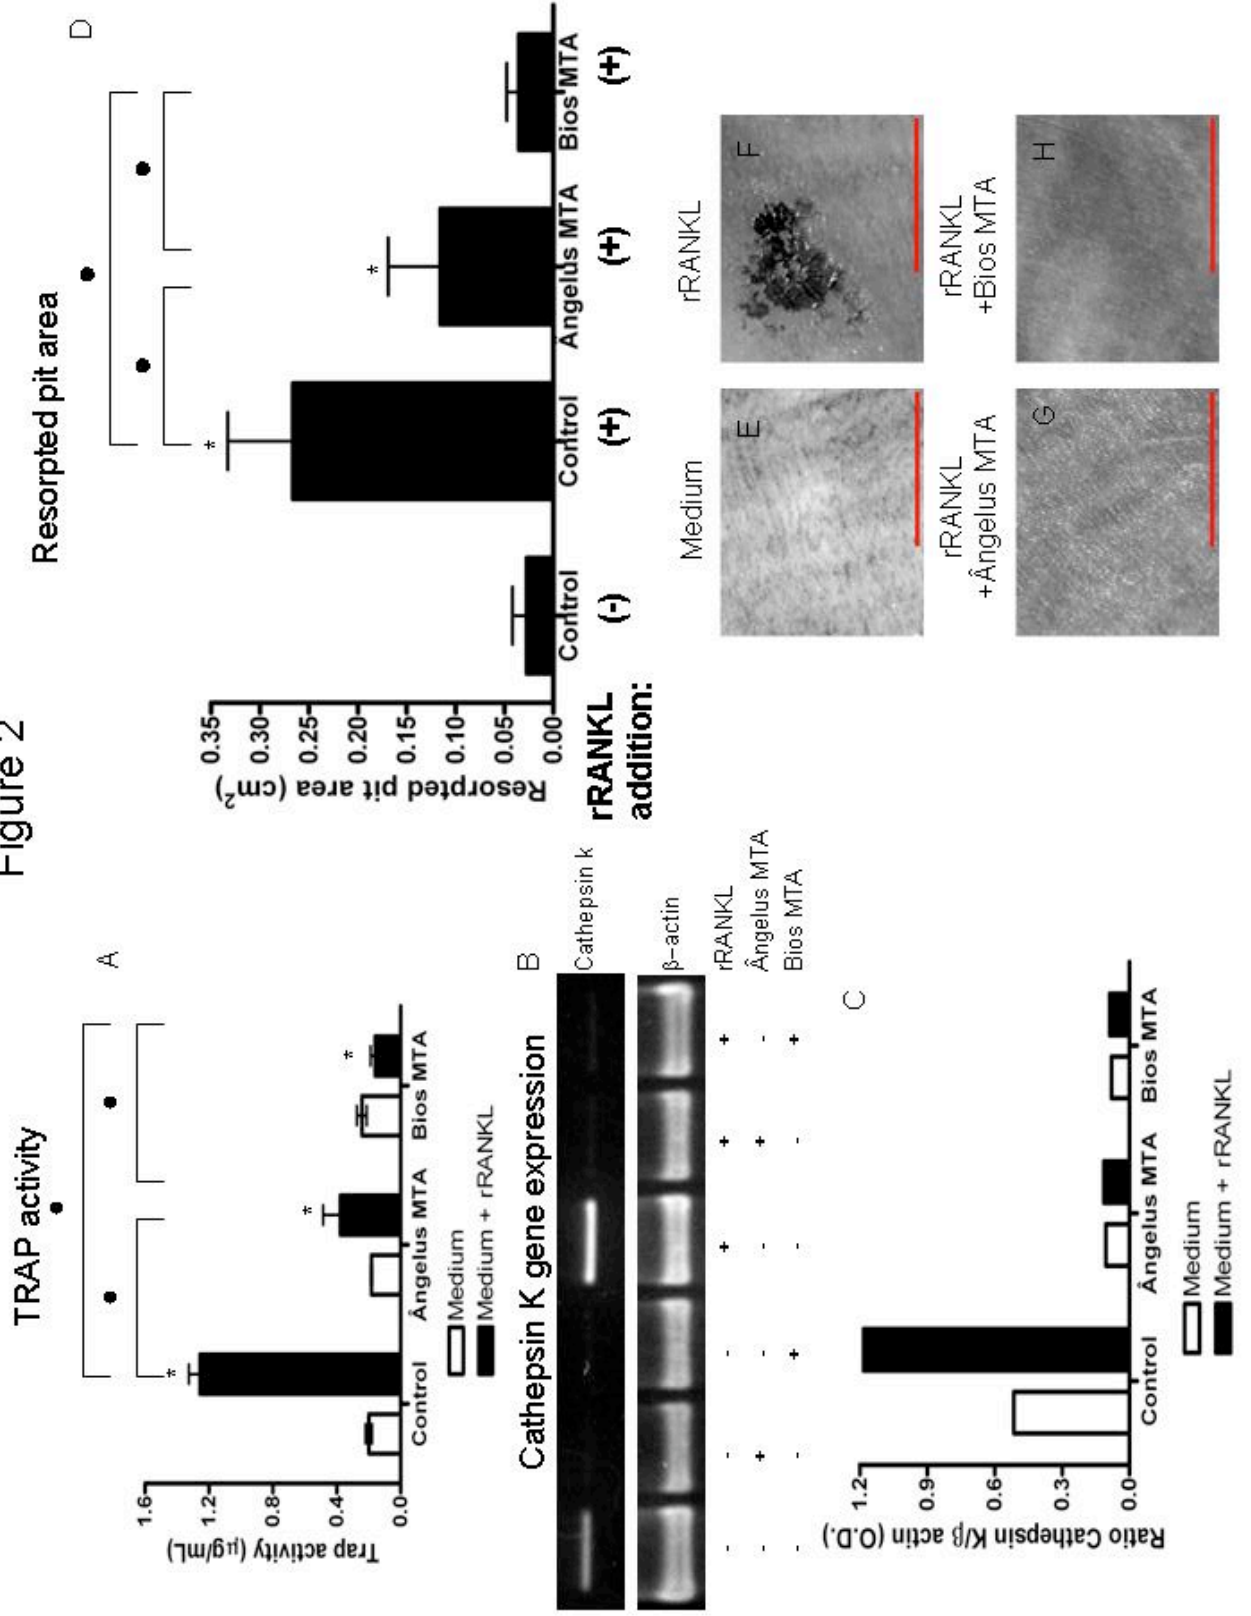 Figure 2
TRAP activity
A
Trap activity (µg/mL)
1.6
1.2
0.8
0.4
0.0
*
*
*
Control
Ângelus MTA
Bios MTA
Medium
Medium + rRANKL
Cathepsin K gene expression
B
Cathepsin k
β-actin
- - - + + + rRANKL
- + - - + - Ângelus MTA
- - + - - + Bios MTA
C
Ratio Cathepsin K/β actin (O.D.)
1.2
0.9
0.6
0.3
0.0
Control
Ângelus MTA
Bios MTA
Medium
Medium + rRANKL
Resorpted pit area
D
Resorpted pit area (cm²)
0.35
0.30
0.25
0.20
0.15
0.10
0.05
0.00
*
*
Control
Control
Angelus MTA
Bios MTA
rRANKL
addition:
(-) (+) (+) (+)
Medium
E
rRANKL
F
rRANKL
+Ângelus MTA
G
rRANKL
+Bios MTA
H